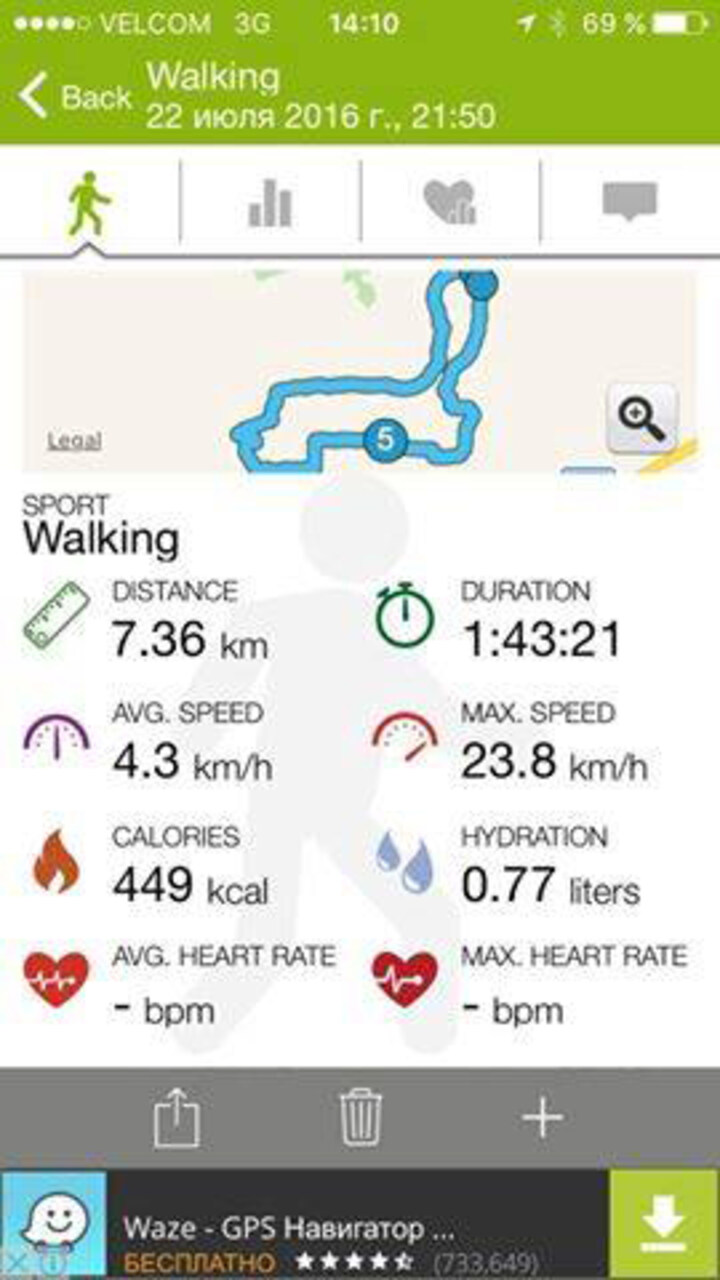 VELCOM 3G 14:10 69 %
Back Walking
22 июля 2016 г., 21:50
Legal
5
SPORT
Walking
DISTANCE DURATION
7.36 km 1:43:21
AVG. SPEED MAX. SPEED
4.3 km/h 23.8 km/h
CALORIES HYDRATION
449 kcal 0.77 liters
AVG. HEART RATE MAX. HEART RATE
- bpm - bpm
Waze - GPS Навигатор ...
БЕСПЛАТНО (733,649)